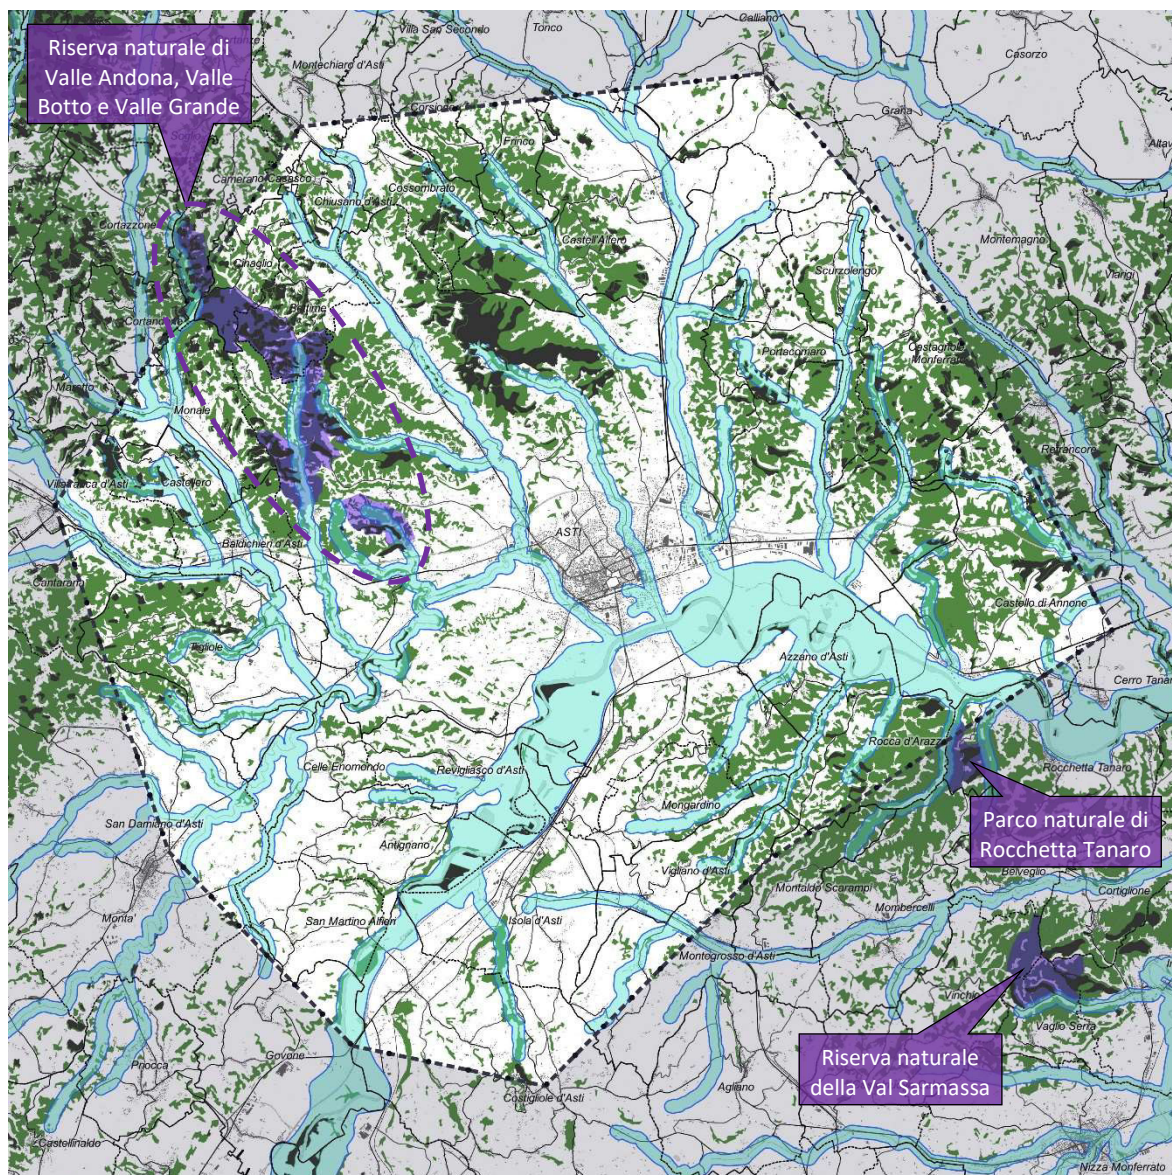 Calliano
Villa San Secondo
Tonco
Riserva naturale di
Valle Andona, Valle
Botto e Valle Grande
Casorzo
Montechiaro d'Asti
Grana
Frinco
Camerano Casasco
Cossombrato
Chiusano d'Asti
Cortazzone
Castell'Alfero
Montemagno
Cinaglio
Scurzolengo
Viarigi
Castagnole
Monferrato
Portacomaro
Maretto
Monale
Refrancore
Villafranca d'Asti
Castellero
Baldichieri d'Asti
ASTI
Cantarana
Castello di Annone
Tigliole
Azzano d'Asti
Cerro Tanar
Rocca d'Arazz
Celle Enomondo
Revigliasco d'Asti
Rocchetta Tanaro
Mongardino
San Damiano d'Asti
Parco naturale di
Rocchetta Tanaro
Antignano
Vigliano d'Asti
Belveglio
Montaldo Scarampi
Cortiglione
Mombercelli
San Martino Alfieri
Isola d'Asti
Montegrosso d'Asti
Vinchio
Vaglio Serra
Govone
Riserva naturale
della Val Sarmassa
Priocca
Agliano
Costigliole d'Asti
Castellinaldo
Nizza Monferrato